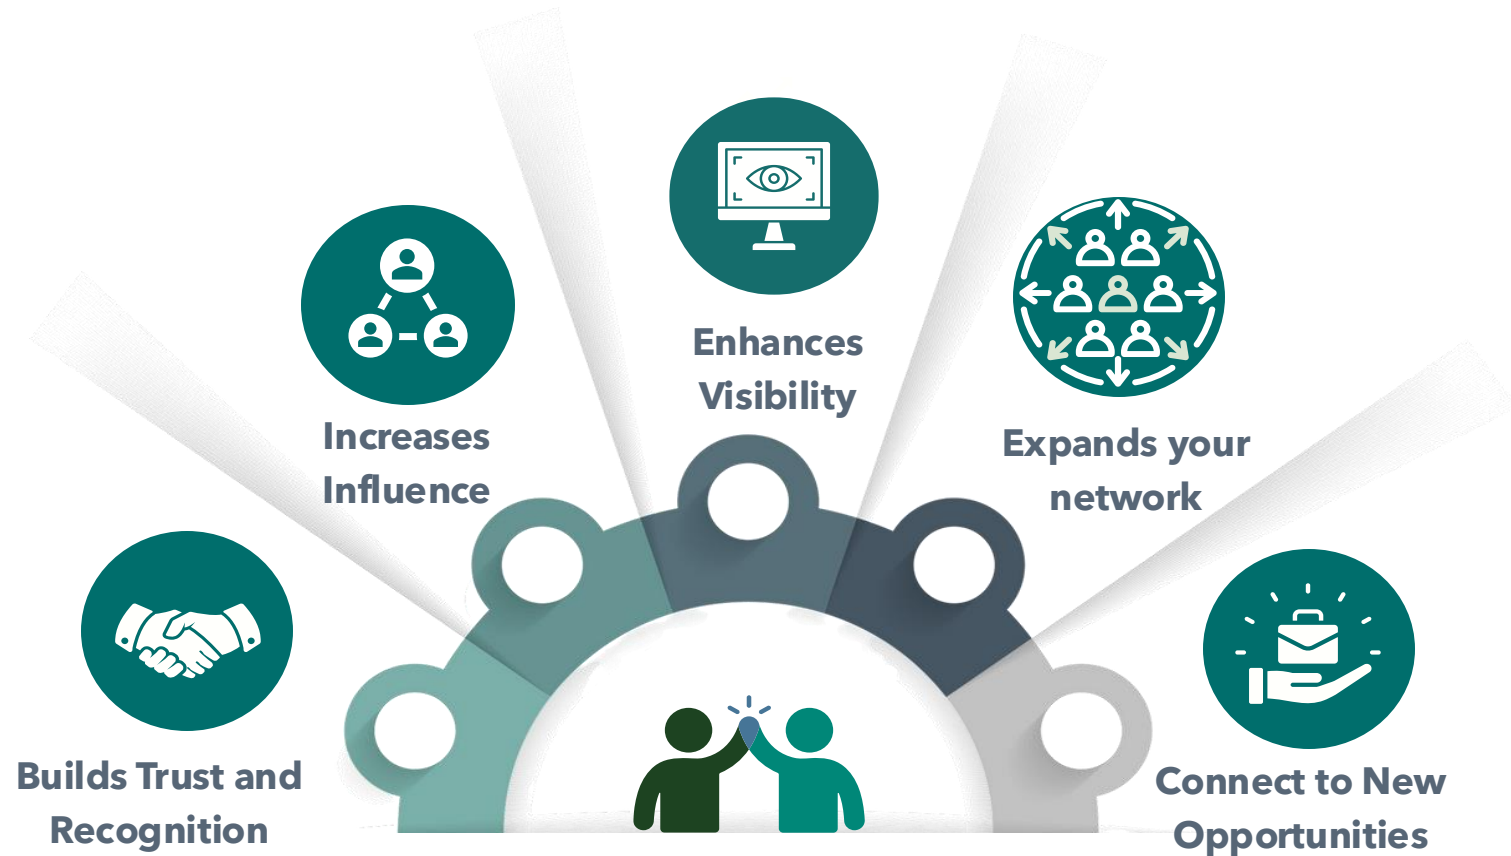 Builds Trust and
Recognition
Increases
Influence
Enhances
Visibility
Expands your
network
Connect to New
Opportunities